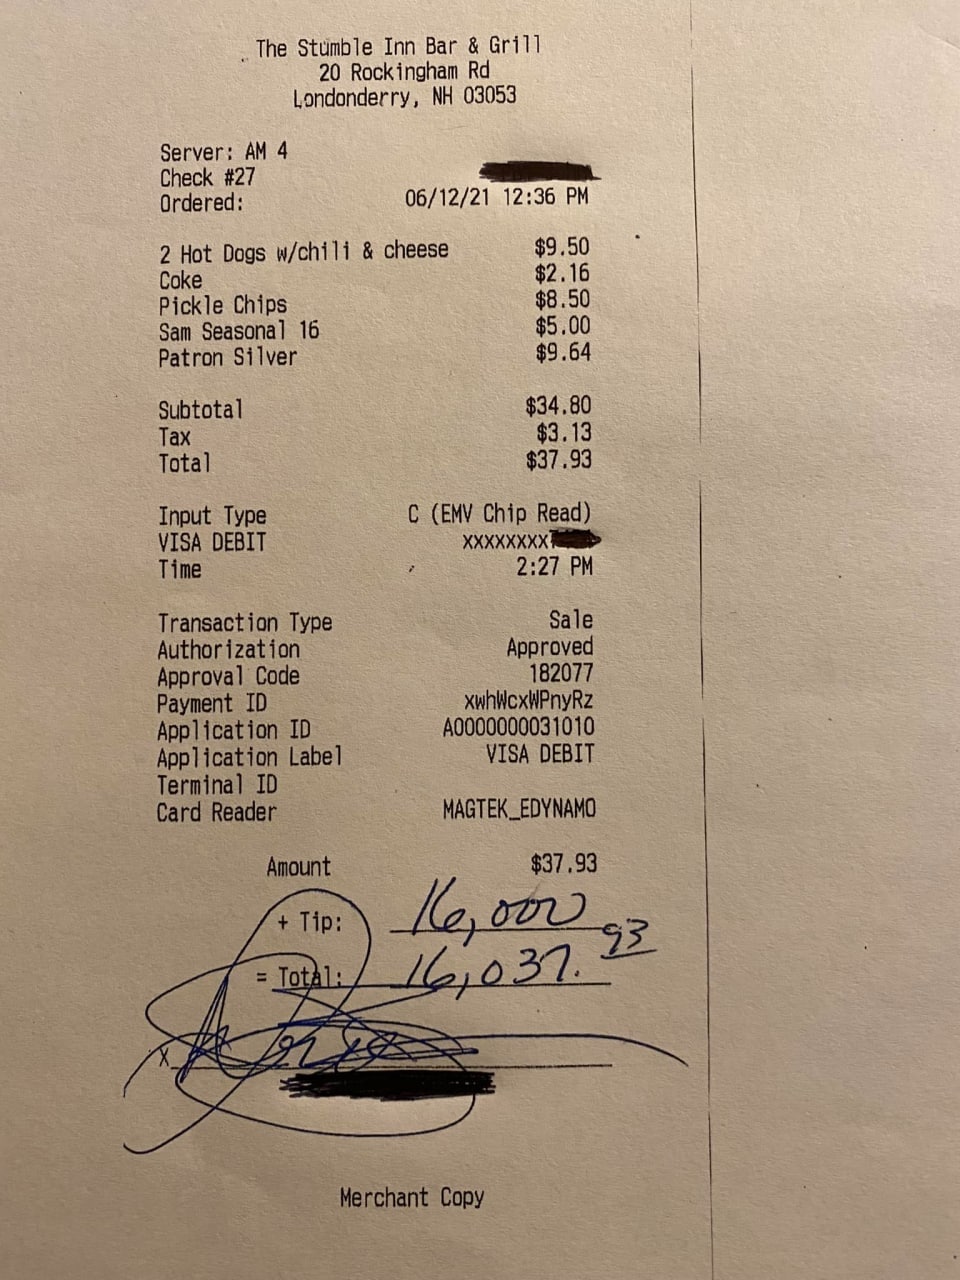 The Stumble Inn Bar & Grill
20 Rockingham Rd
Londonderry, NH 03053
Server: AM 4
Check #27
Ordered: 06/12/21 12:36 PM
2 Hot Dogs w/chili & cheese $9.50
Coke $2.16
Pickle Chips $8.50
Sam Seasonal 16 $5.00
Patron Silver $9.64
Subtotal $34.80
Tax $3.13
Total $37.93
Input Type C (EMV Chip Read)
VISA DEBIT xxxxxxxx
Time 2:27 PM
Transaction Type Sale
Authorization Approved
Approval Code 182077
Payment ID xwhWcxWPnyRz
Application ID A0000000031010
Application Label VISA DEBIT
Terminal ID
Card Reader MAGTEK_EDYNAMO
Amount $37.93
+ Tip: 16,000
= Total: 16,037.93
X
Merchant Copy